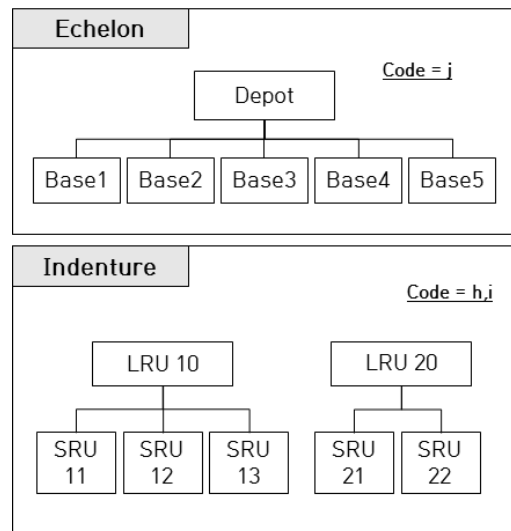 Echelon
Code = j
Depot
Base1 Base2 Base3 Base4 Base5
Indenture
Code = h,i
LRU 10 LRU 20
SRU SRU SRU SRU SRU
11 12 13 21 22